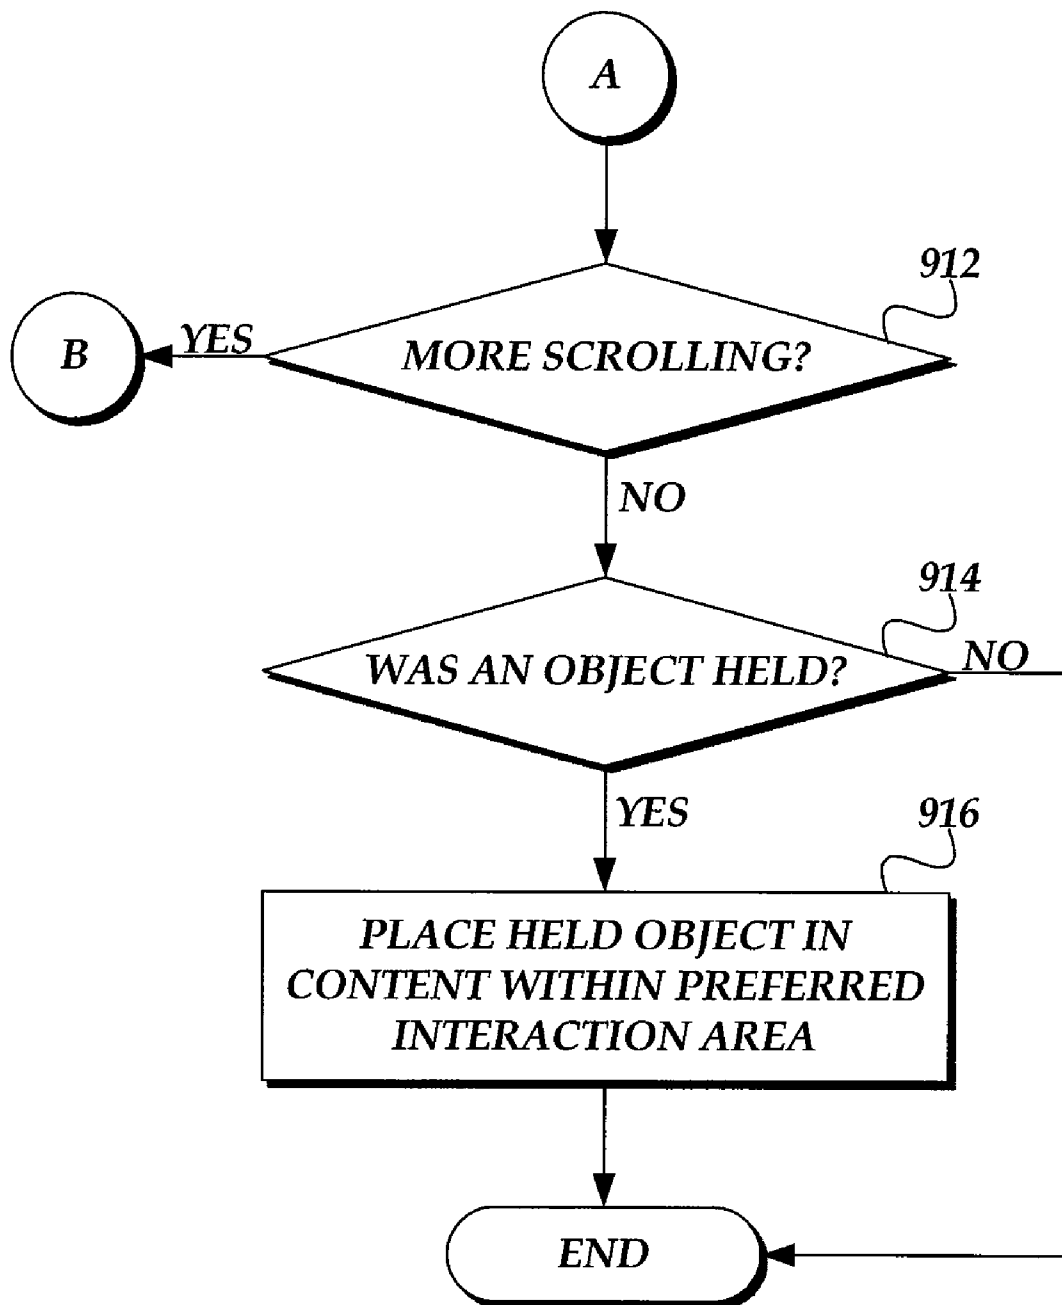 A
912
B
YES
MORE SCROLLING?
NO
914
WAS AN OBJECT HELD?
NO
YES
916
PLACE HELD OBJECT IN
CONTENT WITHIN PREFERRED
INTERACTION AREA
END